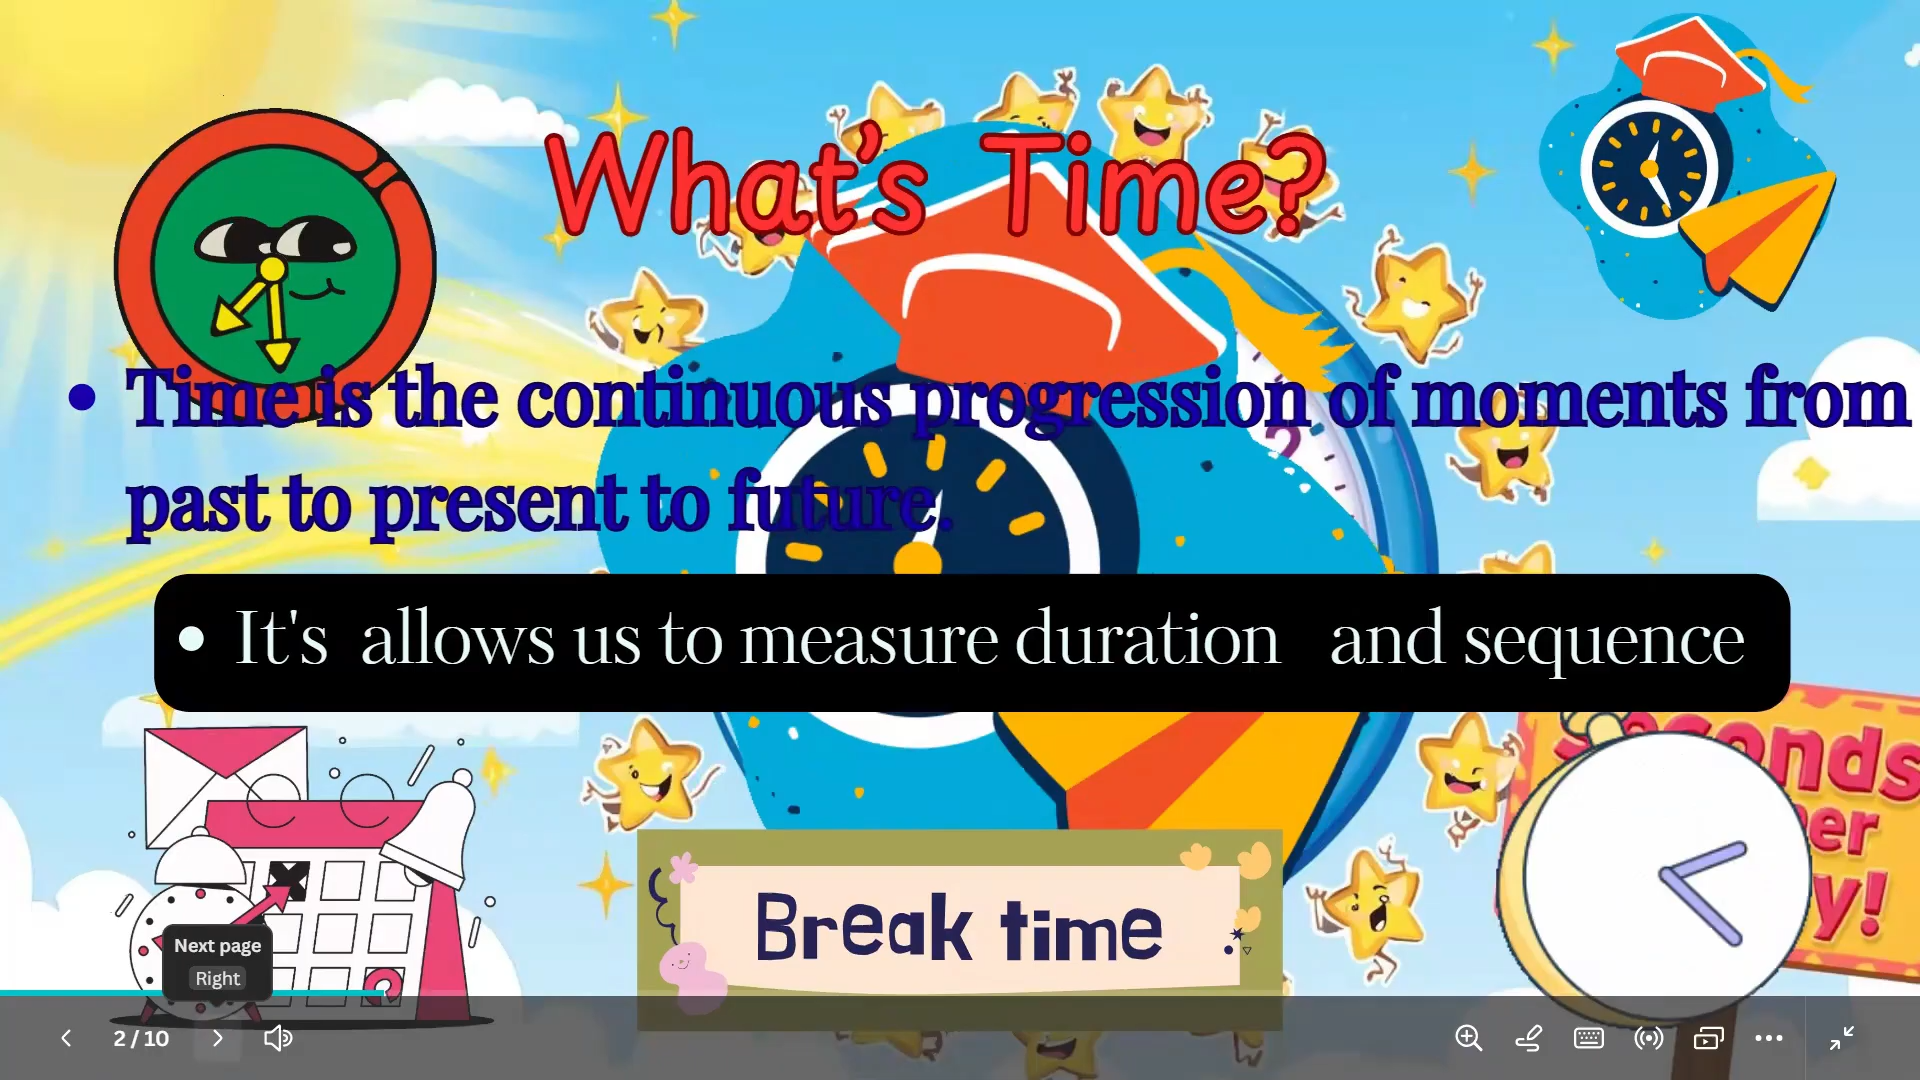 What's Time?
• Time is the continuous progression of moments from
past to present to future.
• It's allows us to measure duration and sequence
Break time
Next page
Right
2 / 10